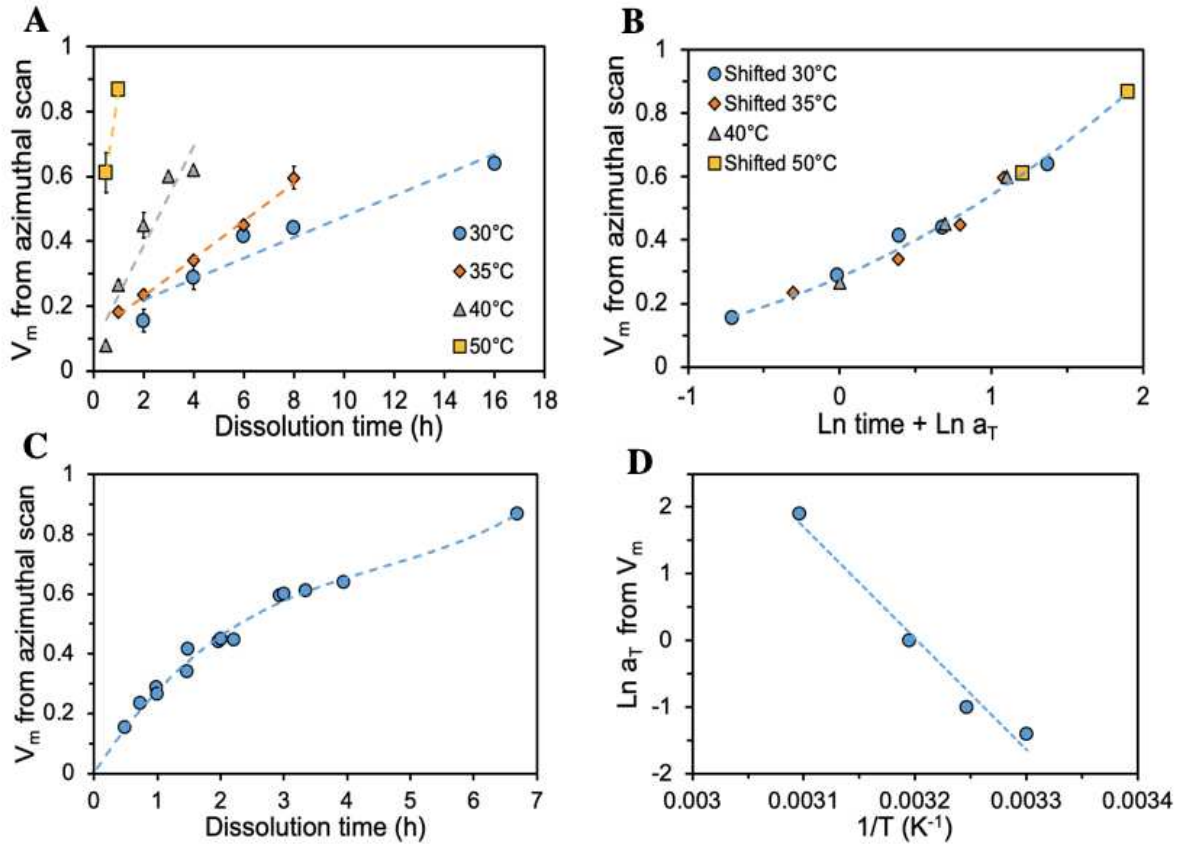 A
V_m from azimuthal scan
1
0.8
0.6
0.4
0.2
0
0 2 4 6 8 10 12 14 16 18
Dissolution time (h)
30°C
35°C
40°C
50°C
B
V_m from azimuthal scan
1
0.8
0.6
0.4
0.2
0
-1 0 1 2
Ln time + Ln a_T
Shifted 30°C
Shifted 35°C
40°C
Shifted 50°C
C
V_m from azimuthal scan
1
0.8
0.6
0.4
0.2
0
0 1 2 3 4 5 6 7
Dissolution time (h)
D
Ln a_T from V_m
2
1
0
-1
-2
0.003 0.0031 0.0032 0.0033 0.0034
1/T (K⁻¹)